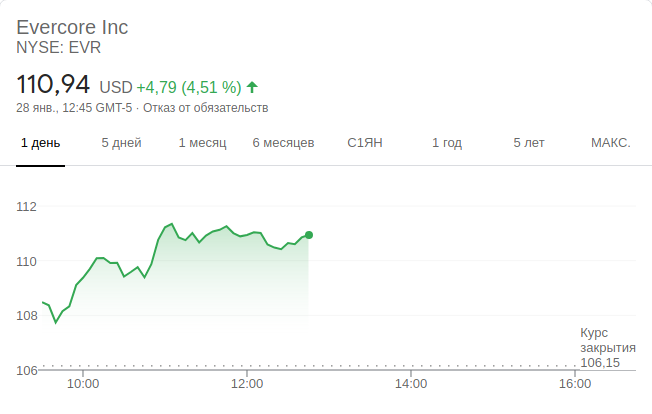 Evercore Inc
NYSE: EVR
110,94 USD +4,79 (4,51 %)
28 янв., 12:45 GMT-5 · Отказ от обязательств
1 день 5 дней 1 месяц 6 месяцев С1ЯН 1 год 5 лет МАКС.
112
110
108
Курс
закрытия
106,15
106
10:00 12:00 14:00 16:00